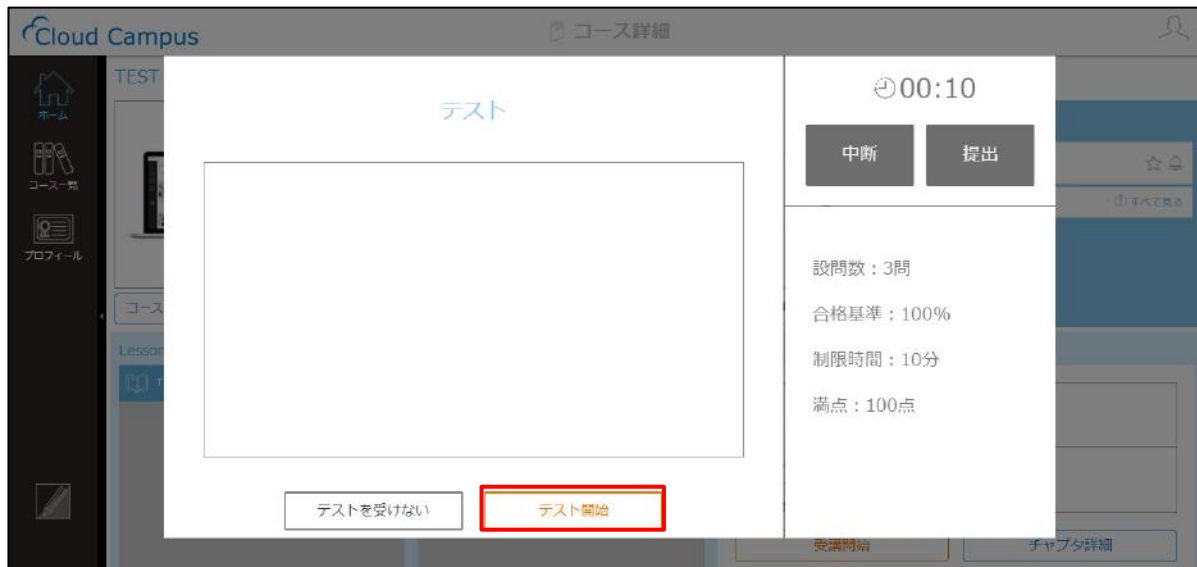 Cloud Campus
コース詳細
ホーム
コース一覧
プロフィール
TEST
テスト
00:10
中断
提出
すべて見る
設問数：3問
合格基準：100%
制限時間：10分
満点：100点
コース
Lesson
T
テストを受けない
テスト開始
受講開始
チャプタ詳細